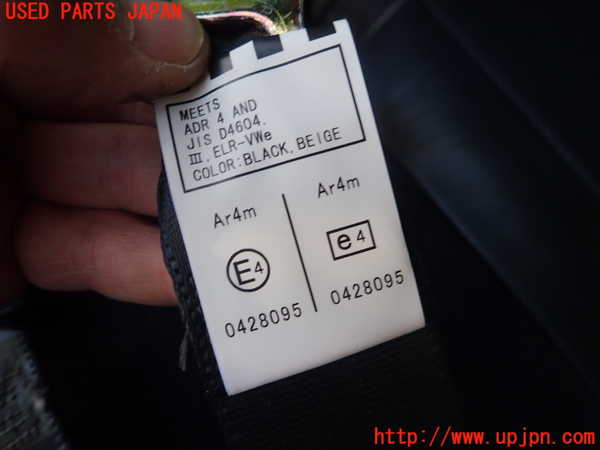 USED PARTS JAPAN
MEETS
ADR 4 AND
JIS D4604.
III, ELR-VWe
COLOR:BLACK, BEIGE
Ar4m
Ar4m
E4
e4
0428095
0428095
www.upjpn.com